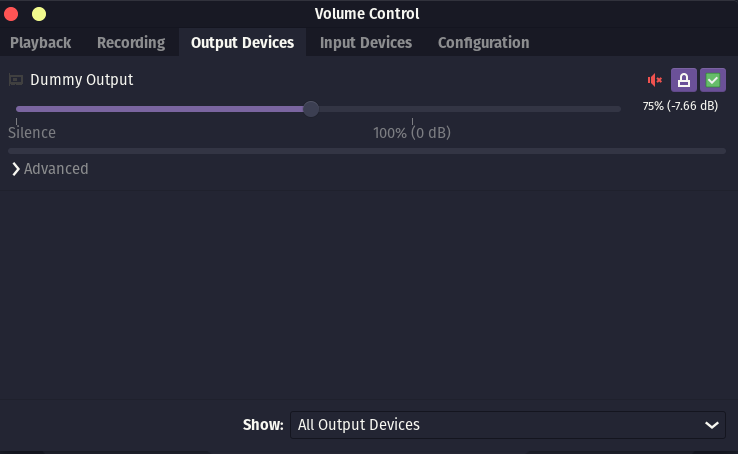 Volume Control
Playback Recording Output Devices Input Devices Configuration
Dummy Output
75% (-7.66 dB)
Silence 100% (0 dB)
Advanced
Show: All Output Devices